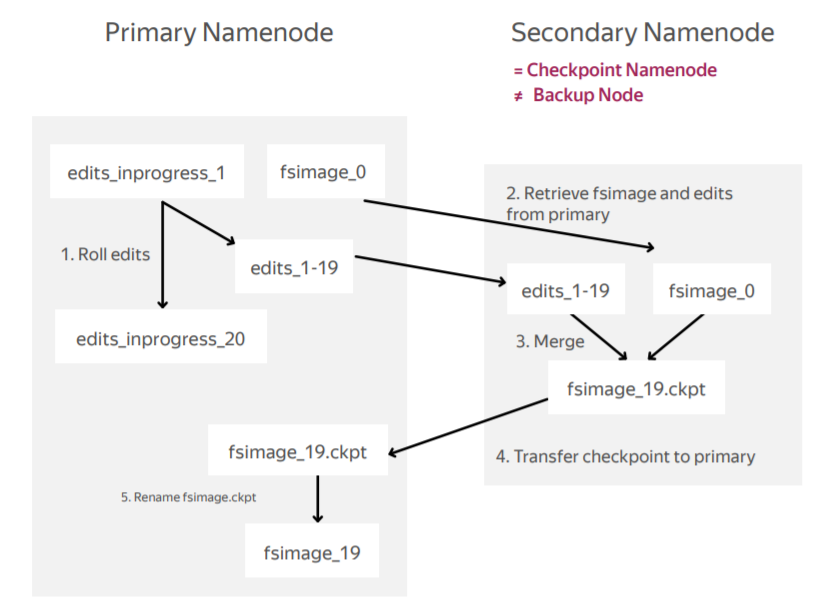 Primary Namenode
Secondary Namenode
= Checkpoint Namenode
≠ Backup Node
edits_inprogress_1
fsimage_0
1. Roll edits
edits_1-19
edits_inprogress_20
2. Retrieve fsimage and edits
from primary
edits_1-19
fsimage_0
3. Merge
fsimage_19.ckpt
4. Transfer checkpoint to primary
fsimage_19.ckpt
5. Rename fsimage.ckpt
fsimage_19